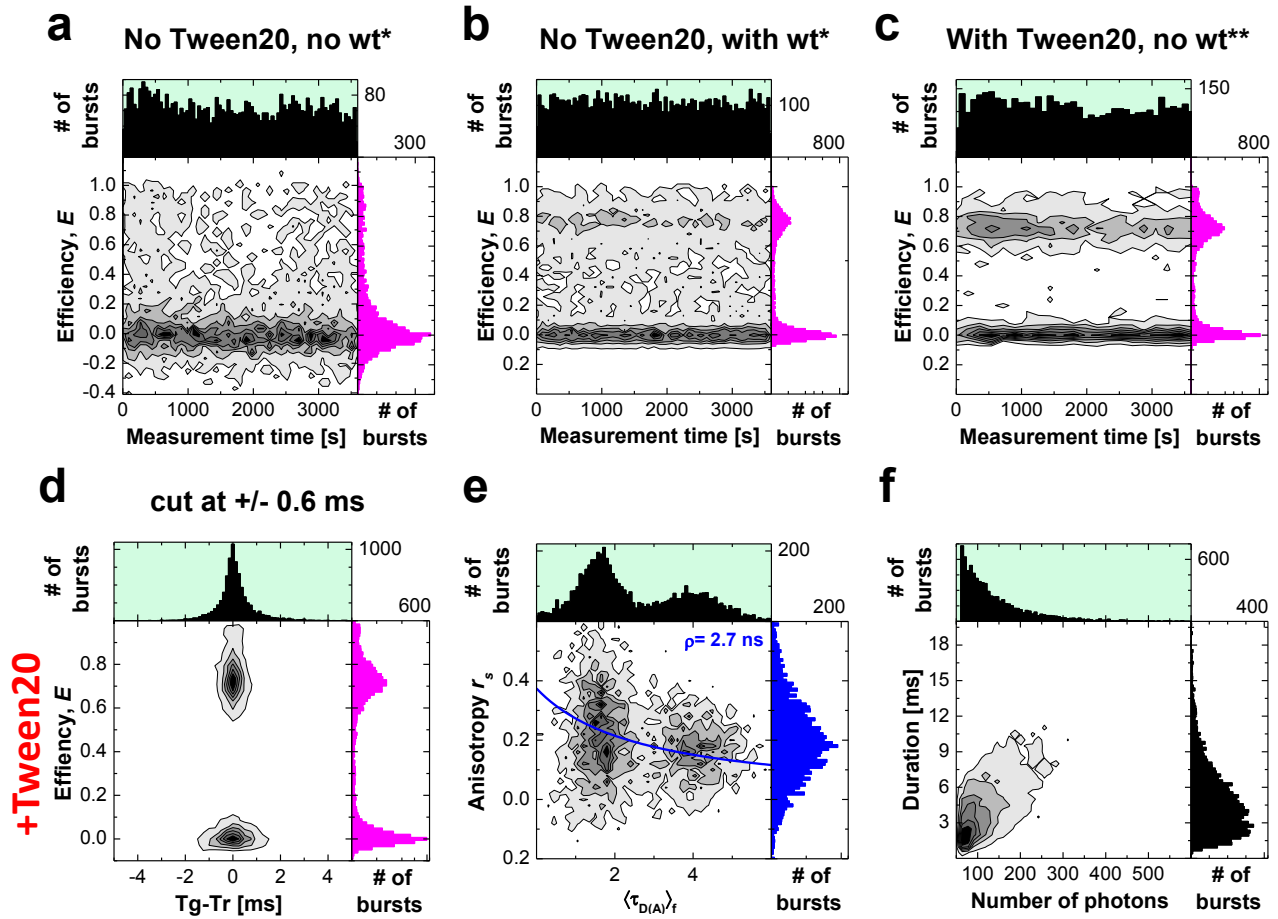 a
No Tween20, no wt*
# of
bursts
80
300
Efficiency, E
1.0
0.8
0.6
0.4
0.2
0.0
-0.2
-0.4
0
1000
2000
3000
Measurement time [s]
# of
bursts
b
No Tween20, with wt*
# of
bursts
100
800
Efficiency, E
1.0
0.8
0.6
0.4
0.2
0.0
0.2
0
1000
2000
3000
Measurement time [s]
# of
bursts
c
With Tween20, no wt**
# of
bursts
150
800
Efficiency, E
1.0
0.8
0.6
0.4
0.2
0.0
0.2
0
1000
2000
3000
Measurement time [s]
# of
bursts
+Tween20
d
cut at +/- 0.6 ms
# of
bursts
1000
600
Effiency, E
0.8
0.6
0.4
0.2
0.0
-4
-2
0
2
4
Tg-Tr [ms]
# of
bursts
e
# of
bursts
200
200
ρ= 2.7 ns
Anisotropy rs
0.4
0.2
0.0
0.2
2
4
⟨τD(A)⟩f
# of
bursts
f
# of
bursts
600
400
Duration [ms]
18
15
12
9
6
3
100
200
300
400
500
Number of photons
# of
bursts